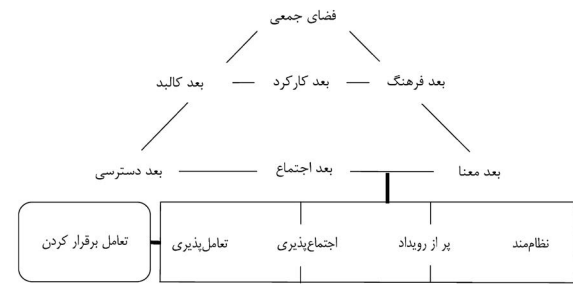 فضای جمعی
بعد فرهنگ
بعد کارکرد
بعد کالبد
بعد معنا
بعد اجتماع
بعد دسترسی
نظام‌مند
پر از رویداد
اجتماع‌پذیری
تعامل‌پذیری
تعامل برقرار کردن